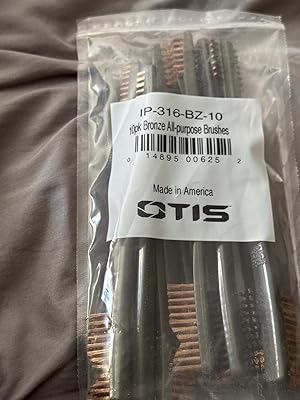 IP-316-BZ-10
10pk Bronze All-purpose Brushes
0 14895 00625 2
Made in America
OTIS